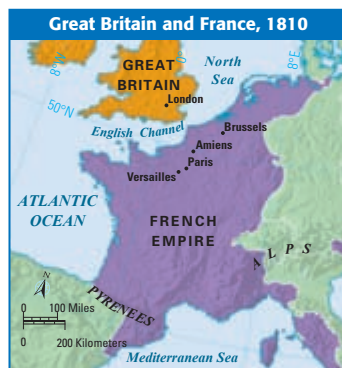 Great Britain and France, 1810
8°W
0°
8°E
North
Sea
GREAT
BRITAIN
London
50°N
English Channel
Brussels
Amiens
Paris
Versailles
ATLANTIC
OCEAN
FRENCH
EMPIRE
ALPS
N
PYRENEES
0 100 Miles
0 200 Kilometers
Mediterranean Sea